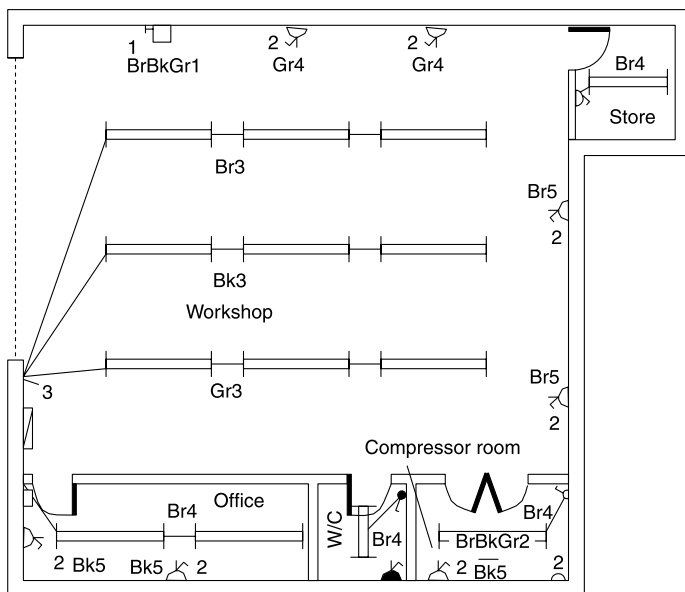 1
BrBkGr1
2
Gr4
2
Gr4
Br4
Store
Br3
Br5
2
Bk3
Workshop
3
Gr3
Br5
2
Compressor room
Office
Br4
W/C
Br4
Br4
BrBkGr2
2 Bk5
Bk5 2
2 Bk5
2